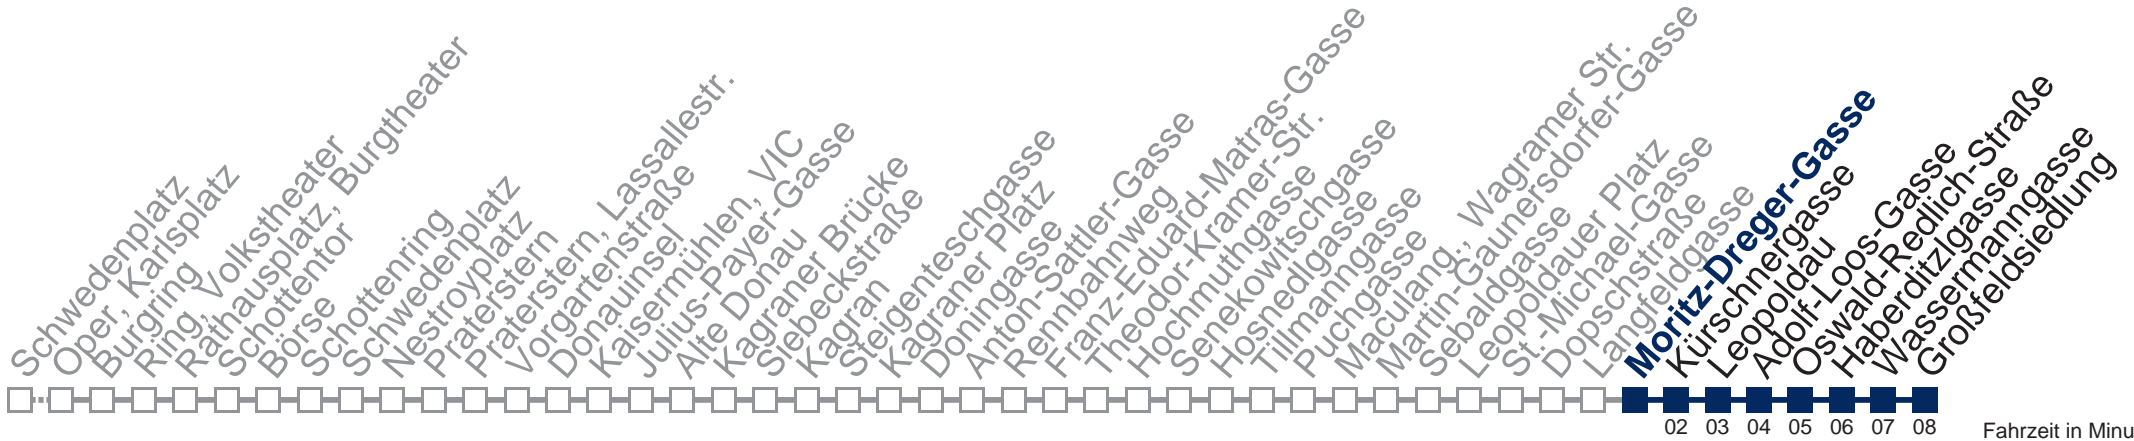 Schwedenplatz
Oper, Karlsplatz
Burgring
Ring, Volkstheater
Rathausplatz, Burgtheater
Schottentor
Börse
Schottenring
Schwedenplatz
Nestroyplatz
Praterstern
Praterstern, Lassallestr.
Vorgartenstraße
Donauinsel
Kaisermühlen, VIC
Julius-Payer-Gasse
Alte Donau
Kagraner Brücke
Siebeckstraße
Kagran
Steigenteschgasse
Kagraner Platz
Doningasse
Anton-Sattler-Gasse
Rennbahnweg
Franz-Eduard-Matras-Gasse
Theodor-Kramer-Str.
Hochmuthgasse
Senekowitschgasse
Hosnedlgasse
Tillmanngasse
Puchgasse
Maculang., Wagramer Str.
Martin-Gaunersdorfer-Gasse
Sebaldgasse
Leopoldauer Platz
St.-Michael-Gasse
Dopschstraße
Langfeldgasse
Moritz-Dreger-Gasse
Kürschnergasse
Leopoldau
Adolf-Loos-Gasse
Oswald-Redlich-Straße
Haberditzlgasse
Wassermanngasse
Großfeldsiedlung
02 03 04 05 06 07 08
Fahrzeit in Minu